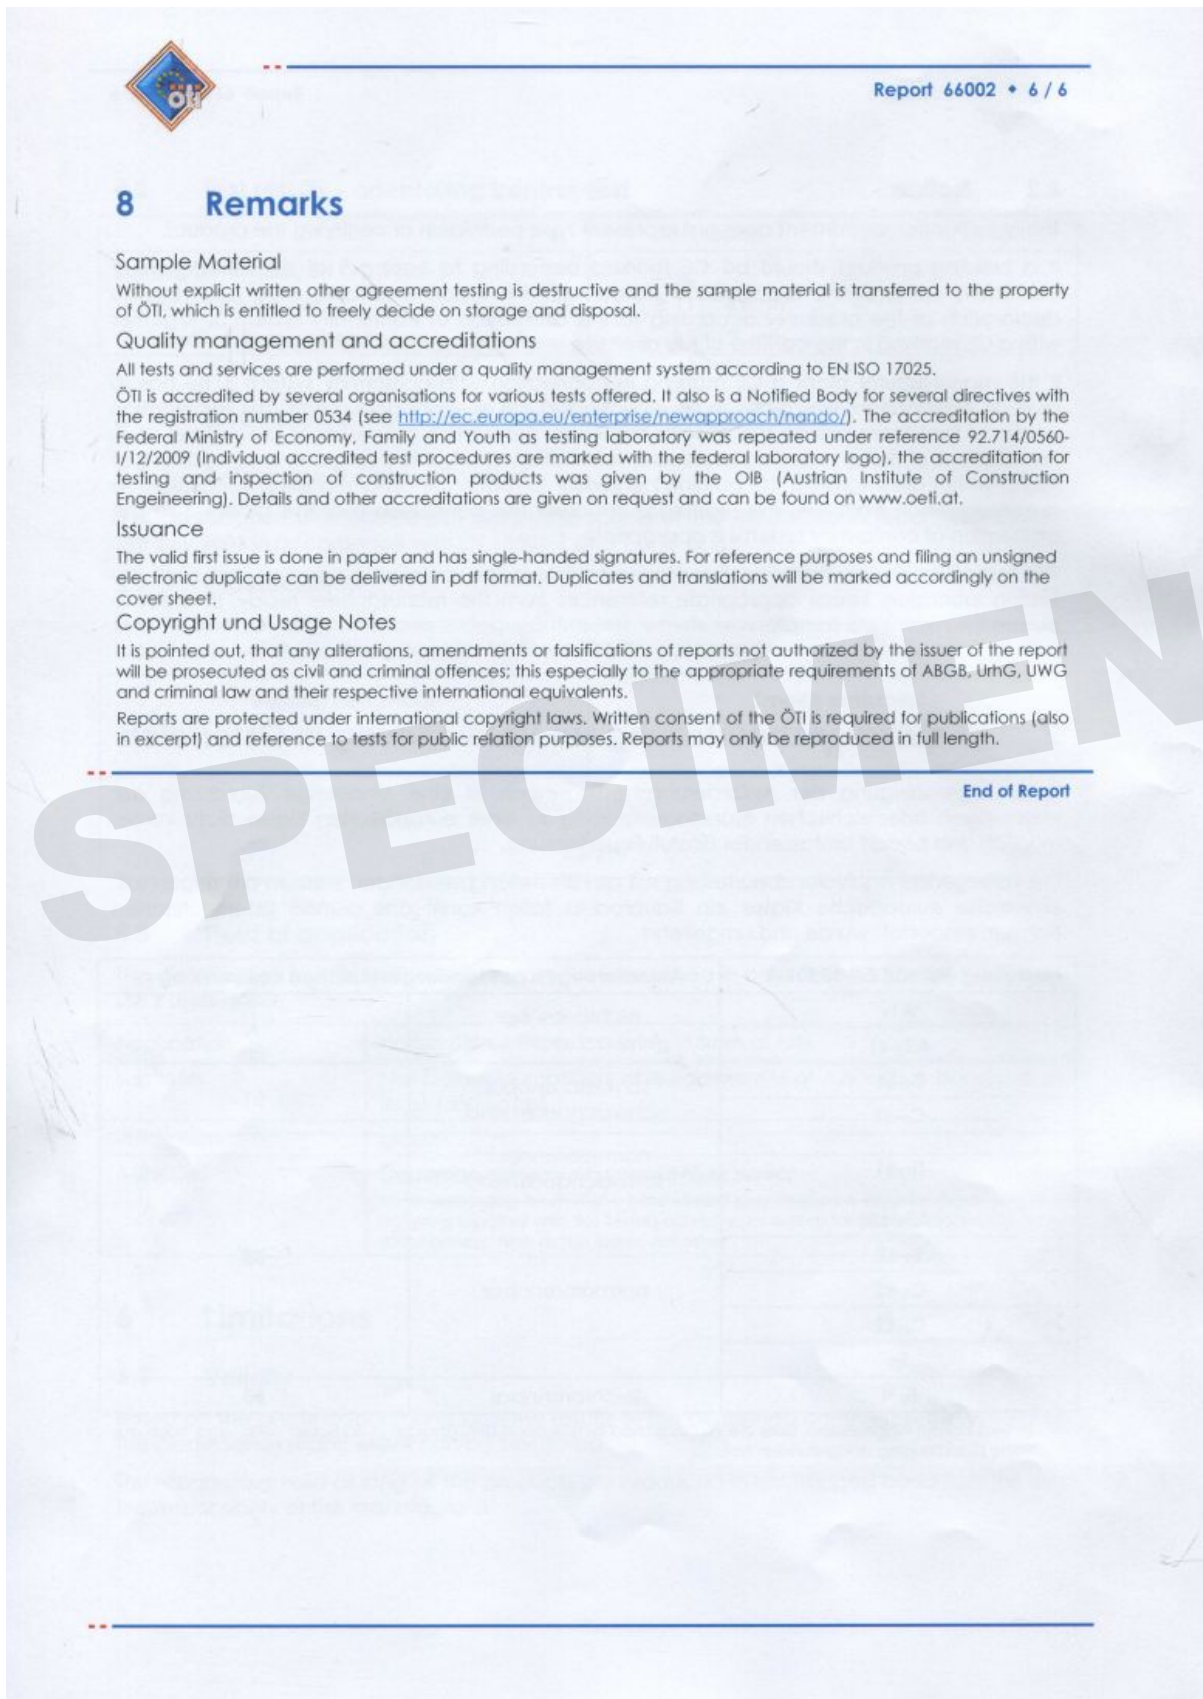 öti
Report 66002 • 6 / 6
8 Remarks
Sample Material
Without explicit written other agreement testing is destructive and the sample material is transferred to the property
of ÖTI, which is entitled to freely decide on storage and disposal.
Quality management and accreditations
All tests and services are performed under a quality management system according to EN ISO 17025.
ÖTI is accredited by several organisations for various tests offered. It also is a Notified Body for several directives with
the registration number 0534 (see http://ec.europa.eu/enterprise/newapproach/nando/). The accreditation by the
Federal Ministry of Economy, Family and Youth as testing laboratory was repeated under reference 92.714/0560-
I/12/2009 (Individual accredited test procedures are marked with the federal laboratory logo), the accreditation for
testing and inspection of construction products was given by the OIB (Austrian Institute of Construction
Engeineering). Details and other accreditations are given on request and can be found on www.oeti.at.
Issuance
The valid first issue is done in paper and has single-handed signatures. For reference purposes and filing an unsigned
electronic duplicate can be delivered in pdf format. Duplicates and translations will be marked accordingly on the
cover sheet.
Copyright und Usage Notes
It is pointed out, that any alterations, amendments or falsifications of reports not authorized by the issuer of the report
will be prosecuted as civil and criminal offences; this especially to the appropriate requirements of ABGB, UrhG, UWG
and criminal law and their respective international equivalents.
Reports are protected under international copyright laws. Written consent of the ÖTI is required for publications (also
in excerpt) and reference to tests for public relation purposes. Reports may only be reproduced in full length.
End of Report
SPECIMEN
6 Limitations